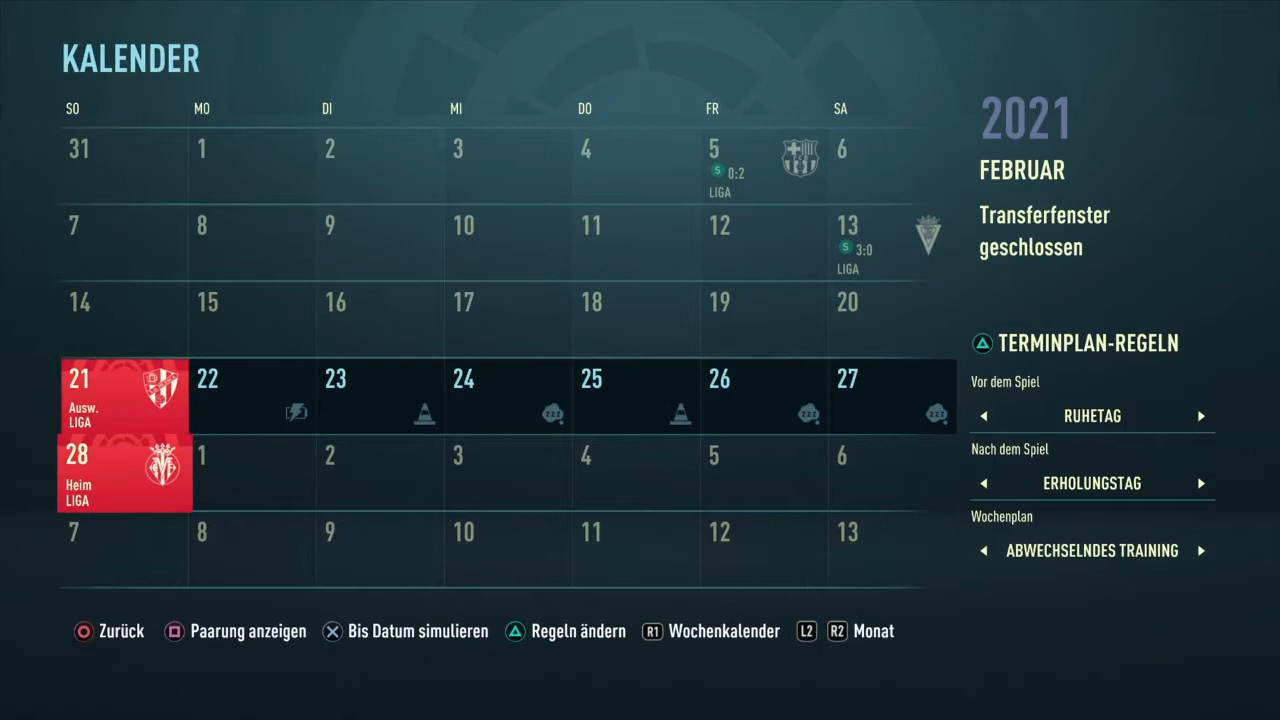 KALENDER
SO MO DI MI DO FR SA
31 1 2 3 4 5 6
S 0:2
LIGA
7 8 9 10 11 12 13
S 3:0
LIGA
14 15 16 17 18 19 20
21 22 23 24 25 26 27
Ausw.
LIGA
zzz zzz zzz
28 1 2 3 4 5 6
Heim
LIGA
7 8 9 10 11 12 13
2021
FEBRUAR
Transferfenster
geschlossen
TERMINPLAN-REGELN
Vor dem Spiel
RUHETAG
Nach dem Spiel
ERHOLUNGSTAG
Wochenplan
ABWECHSELNDES TRAINING
Zurück Paarung anzeigen Bis Datum simulieren Regeln ändern R1 Wochenkalender L2 R2 Monat